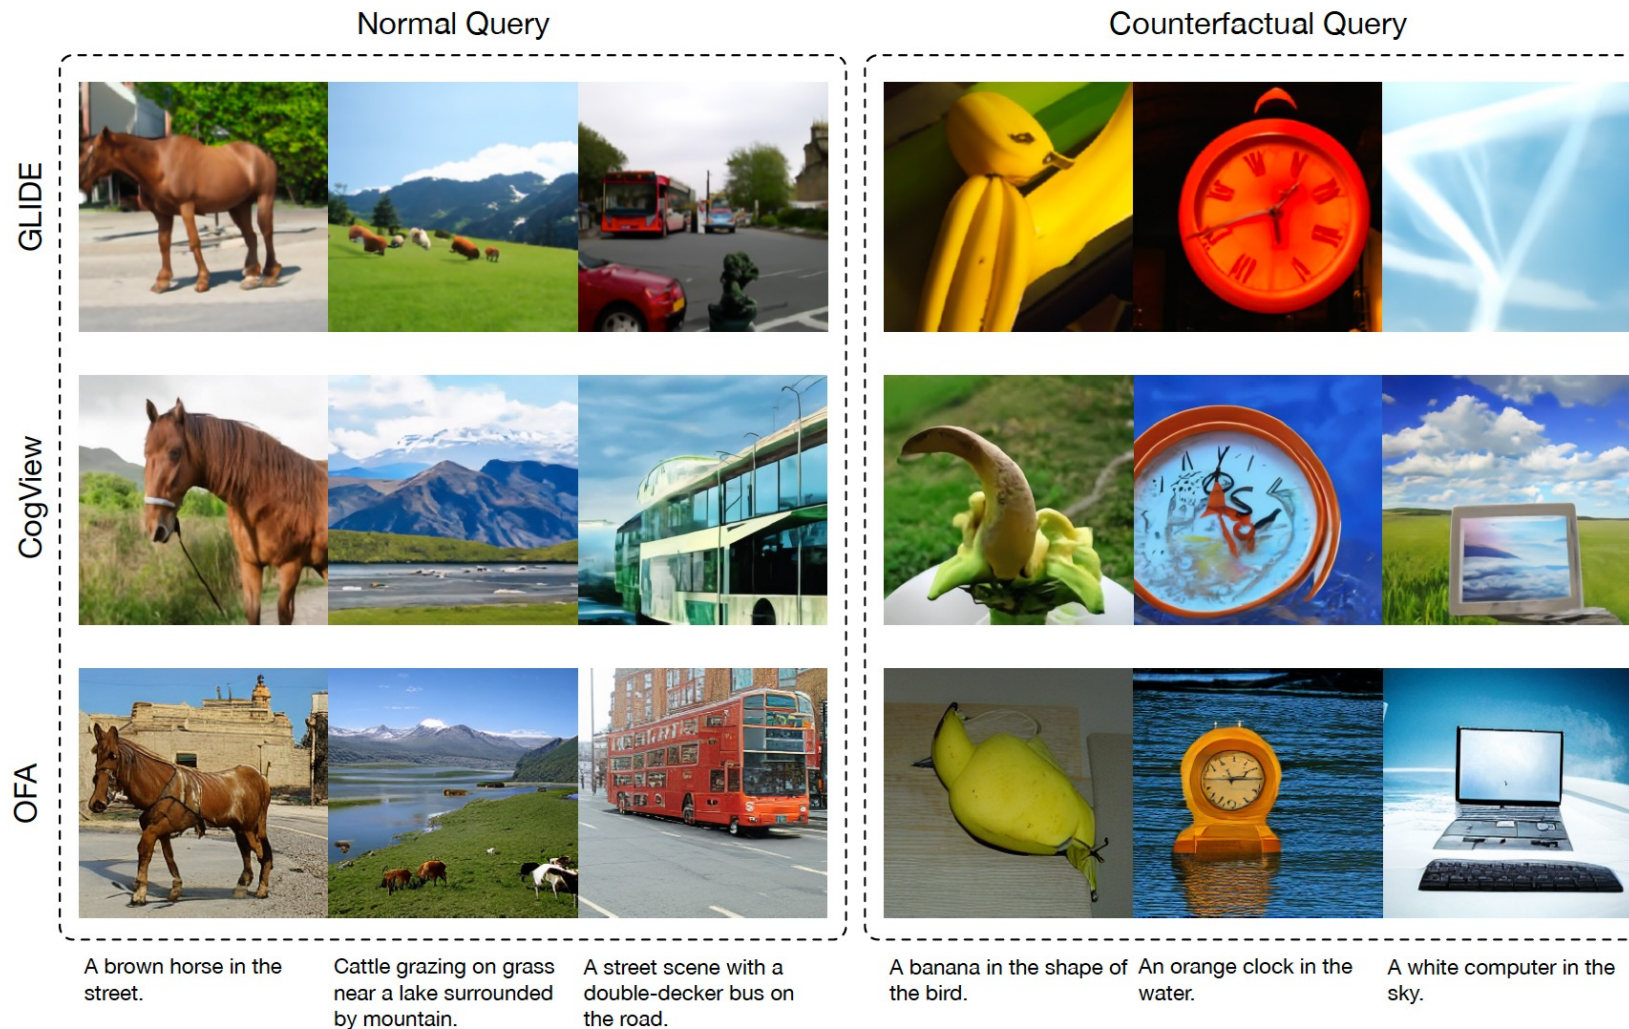 Normal Query
Counterfactual Query
GLIDE
CogView
OFA
A brown horse in the
street.
Cattle grazing on grass
near a lake surrounded
by mountain.
A street scene with a
double-decker bus on
the road.
A banana in the shape of
the bird.
An orange clock in the
water.
A white computer in the
sky.